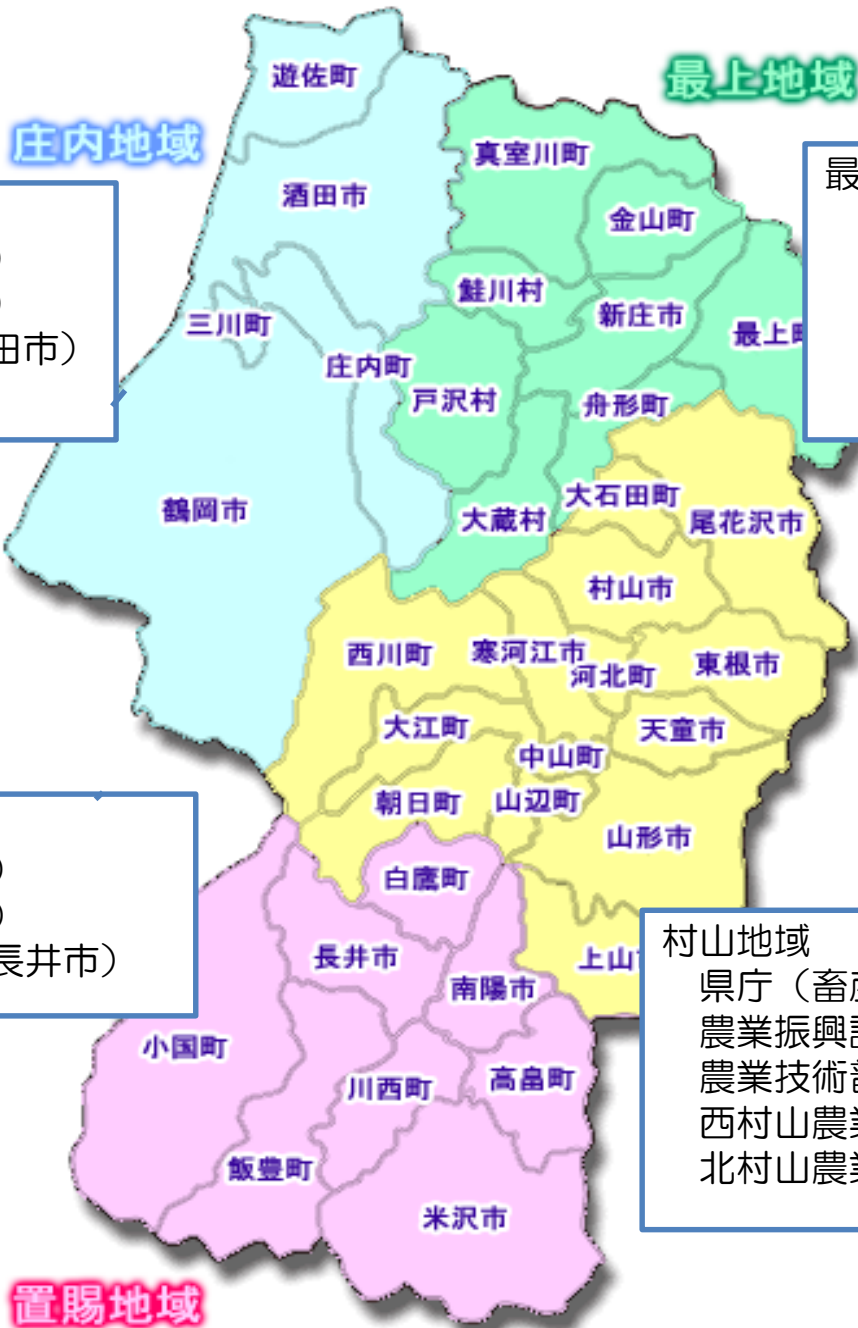 遊佐町
最上地域
庄内地域
真室川町
酒田市
最
金山町
）
鮭川村
）
新庄市
三川町
最上町
田市）
庄内町
戸沢村
舟形町
大石田町
鶴岡市
大蔵村
尾花沢市
村山市
西川町
寒河江市
河北町
東根市
大江町
天童市
中山町
朝日町
山辺町
山形市
）
白鷹町
）
長井市）
長井市
上山
村山地域
南陽市
県庁（畜
農業振興
小国町
高畠町
川西町
農業技術
西村山農
飯豊町
北村山農
米沢市
置賜地域